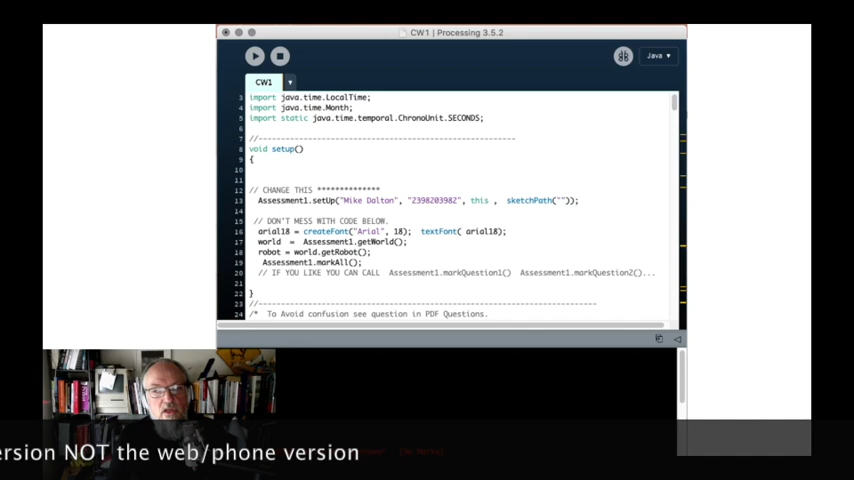 CW1 | Processing 3.5.2
Java ▾
CW1
3 import java.time.LocalTime;
4 import java.time.Month;
5 import static java.time.temporal.ChronoUnit.SECONDS;
6
7 //--------------------------------------------------------------
8 void setup()
9 {
10
11
12 // CHANGE THIS **************
13 Assessment1.setUp("Mike Dalton", "2398203982", this , sketchPath(""));
14
15 // DON'T MESS WITH CODE BELOW.
16 arial18 = createFont("Arial", 18); textFont( arial18);
17 world = Assessment1.getWorld();
18 robot = world.getRobot();
19 Assessment1.markAll();
20 // IF YOU LIKE YOU CAN CALL Assessment1.markQuestion1() Assessment1.markQuestion2()...
21
22 }
23 //--------------------------------------------------------------------------------
24 /* To Avoid confusion see question in PDF Questions.
ersion NOT the web/phone version